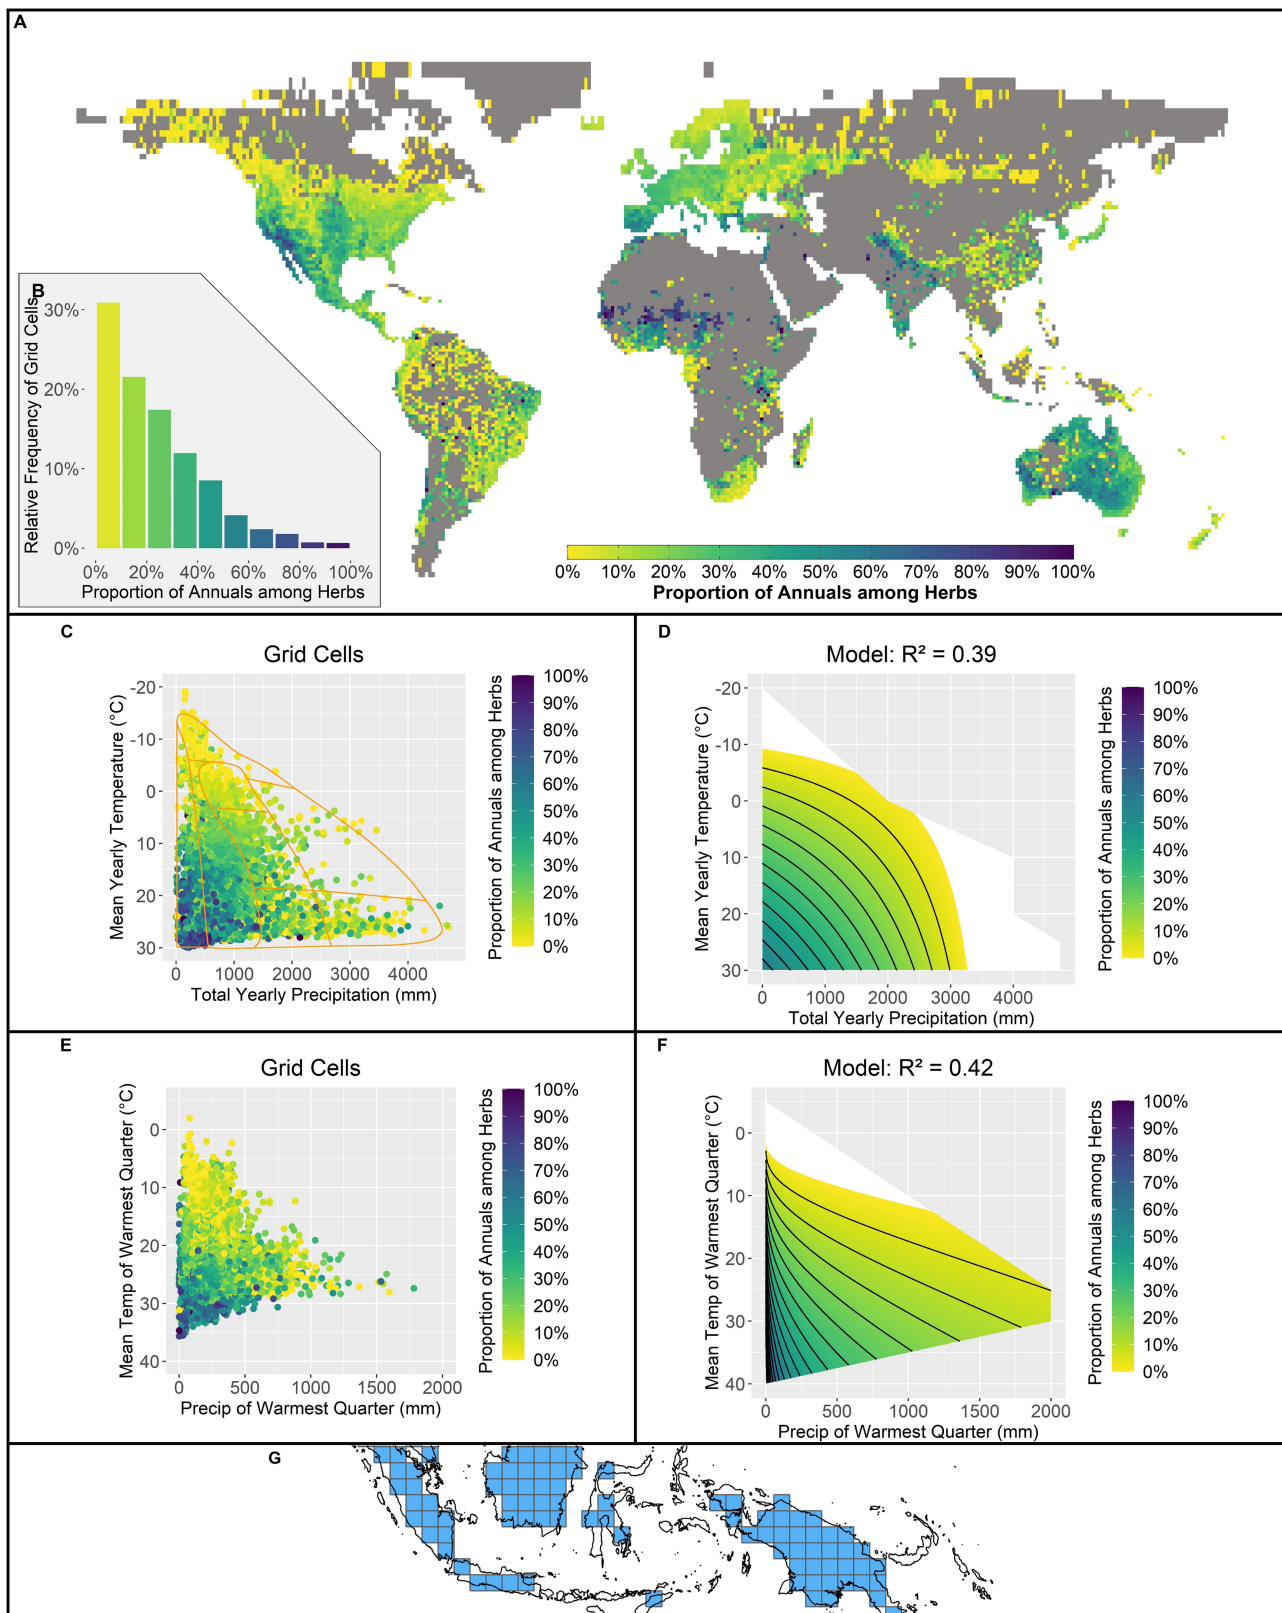 A
B
Relative Frequency of Grid Cells
30%
20%
10%
0%
0% 20% 40% 60% 80% 100%
Proportion of Annuals among Herbs
0% 10% 20% 30% 40% 50% 60% 70% 80% 90% 100%
Proportion of Annuals among Herbs
C
Grid Cells
Mean Yearly Temperature (°C)
-20
-10
0
10
20
30
0 1000 2000 3000 4000
Total Yearly Precipitation (mm)
Proportion of Annuals among Herbs
100%
90%
80%
70%
60%
50%
40%
30%
20%
10%
0%
D
Model: R² = 0.39
Mean Yearly Temperature (°C)
-20
-10
0
10
20
30
0 1000 2000 3000 4000
Total Yearly Precipitation (mm)
Proportion of Annuals among Herbs
100%
90%
80%
70%
60%
50%
40%
30%
20%
10%
0%
E
Grid Cells
Mean Temp of Warmest Quarter (°C)
0
10
20
30
40
0 500 1000 1500 2000
Precip of Warmest Quarter (mm)
Proportion of Annuals among Herbs
100%
90%
80%
70%
60%
50%
40%
30%
20%
10%
0%
F
Model: R² = 0.42
Mean Temp of Warmest Quarter (°C)
0
10
20
30
40
0 500 1000 1500 2000
Precip of Warmest Quarter (mm)
Proportion of Annuals among Herbs
100%
90%
80%
70%
60%
50%
40%
30%
20%
10%
0%
G